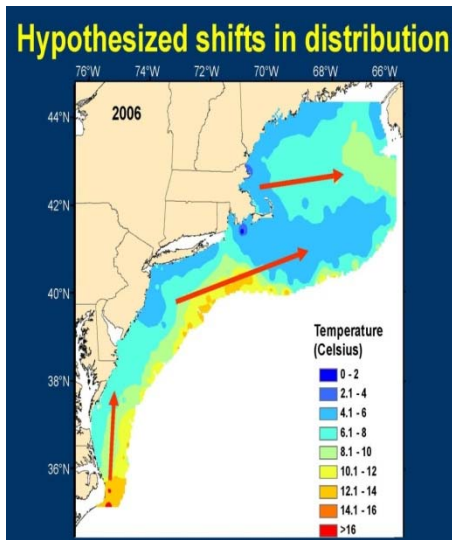 Hypothesized shifts in distribution
76°W 74°W 72°W 70°W 68°W 66°W
2006
44°N
42°N
40°N
38°N
36°N
Temperature
(Celsius)
0 - 2
2.1 - 4
4.1 - 6
6.1 - 8
8.1 - 10
10.1 - 12
12.1 - 14
14.1 - 16
>16